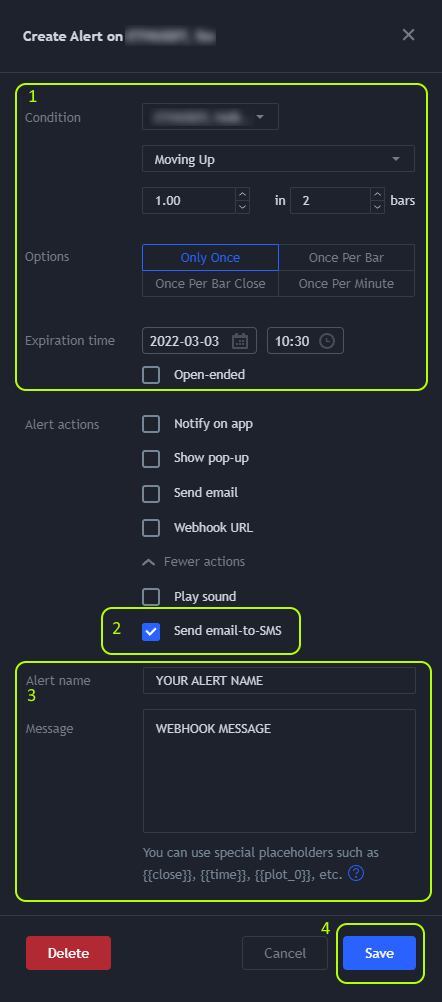 Create Alert on
1
Condition
Moving Up
1.00 in 2 bars
Options Only Once Once Per Bar
Once Per Bar Close Once Per Minute
Expiration time 2022-03-03 10:30
Open-ended
Alert actions Notify on app
Show pop-up
Send email
Webhook URL
Fewer actions
Play sound
2 Send email-to-SMS
Alert name YOUR ALERT NAME
3
Message WEBHOOK MESSAGE
You can use special placeholders such as
{{close}}, {{time}}, {{plot_0}}, etc. ?
4
Delete Cancel Save